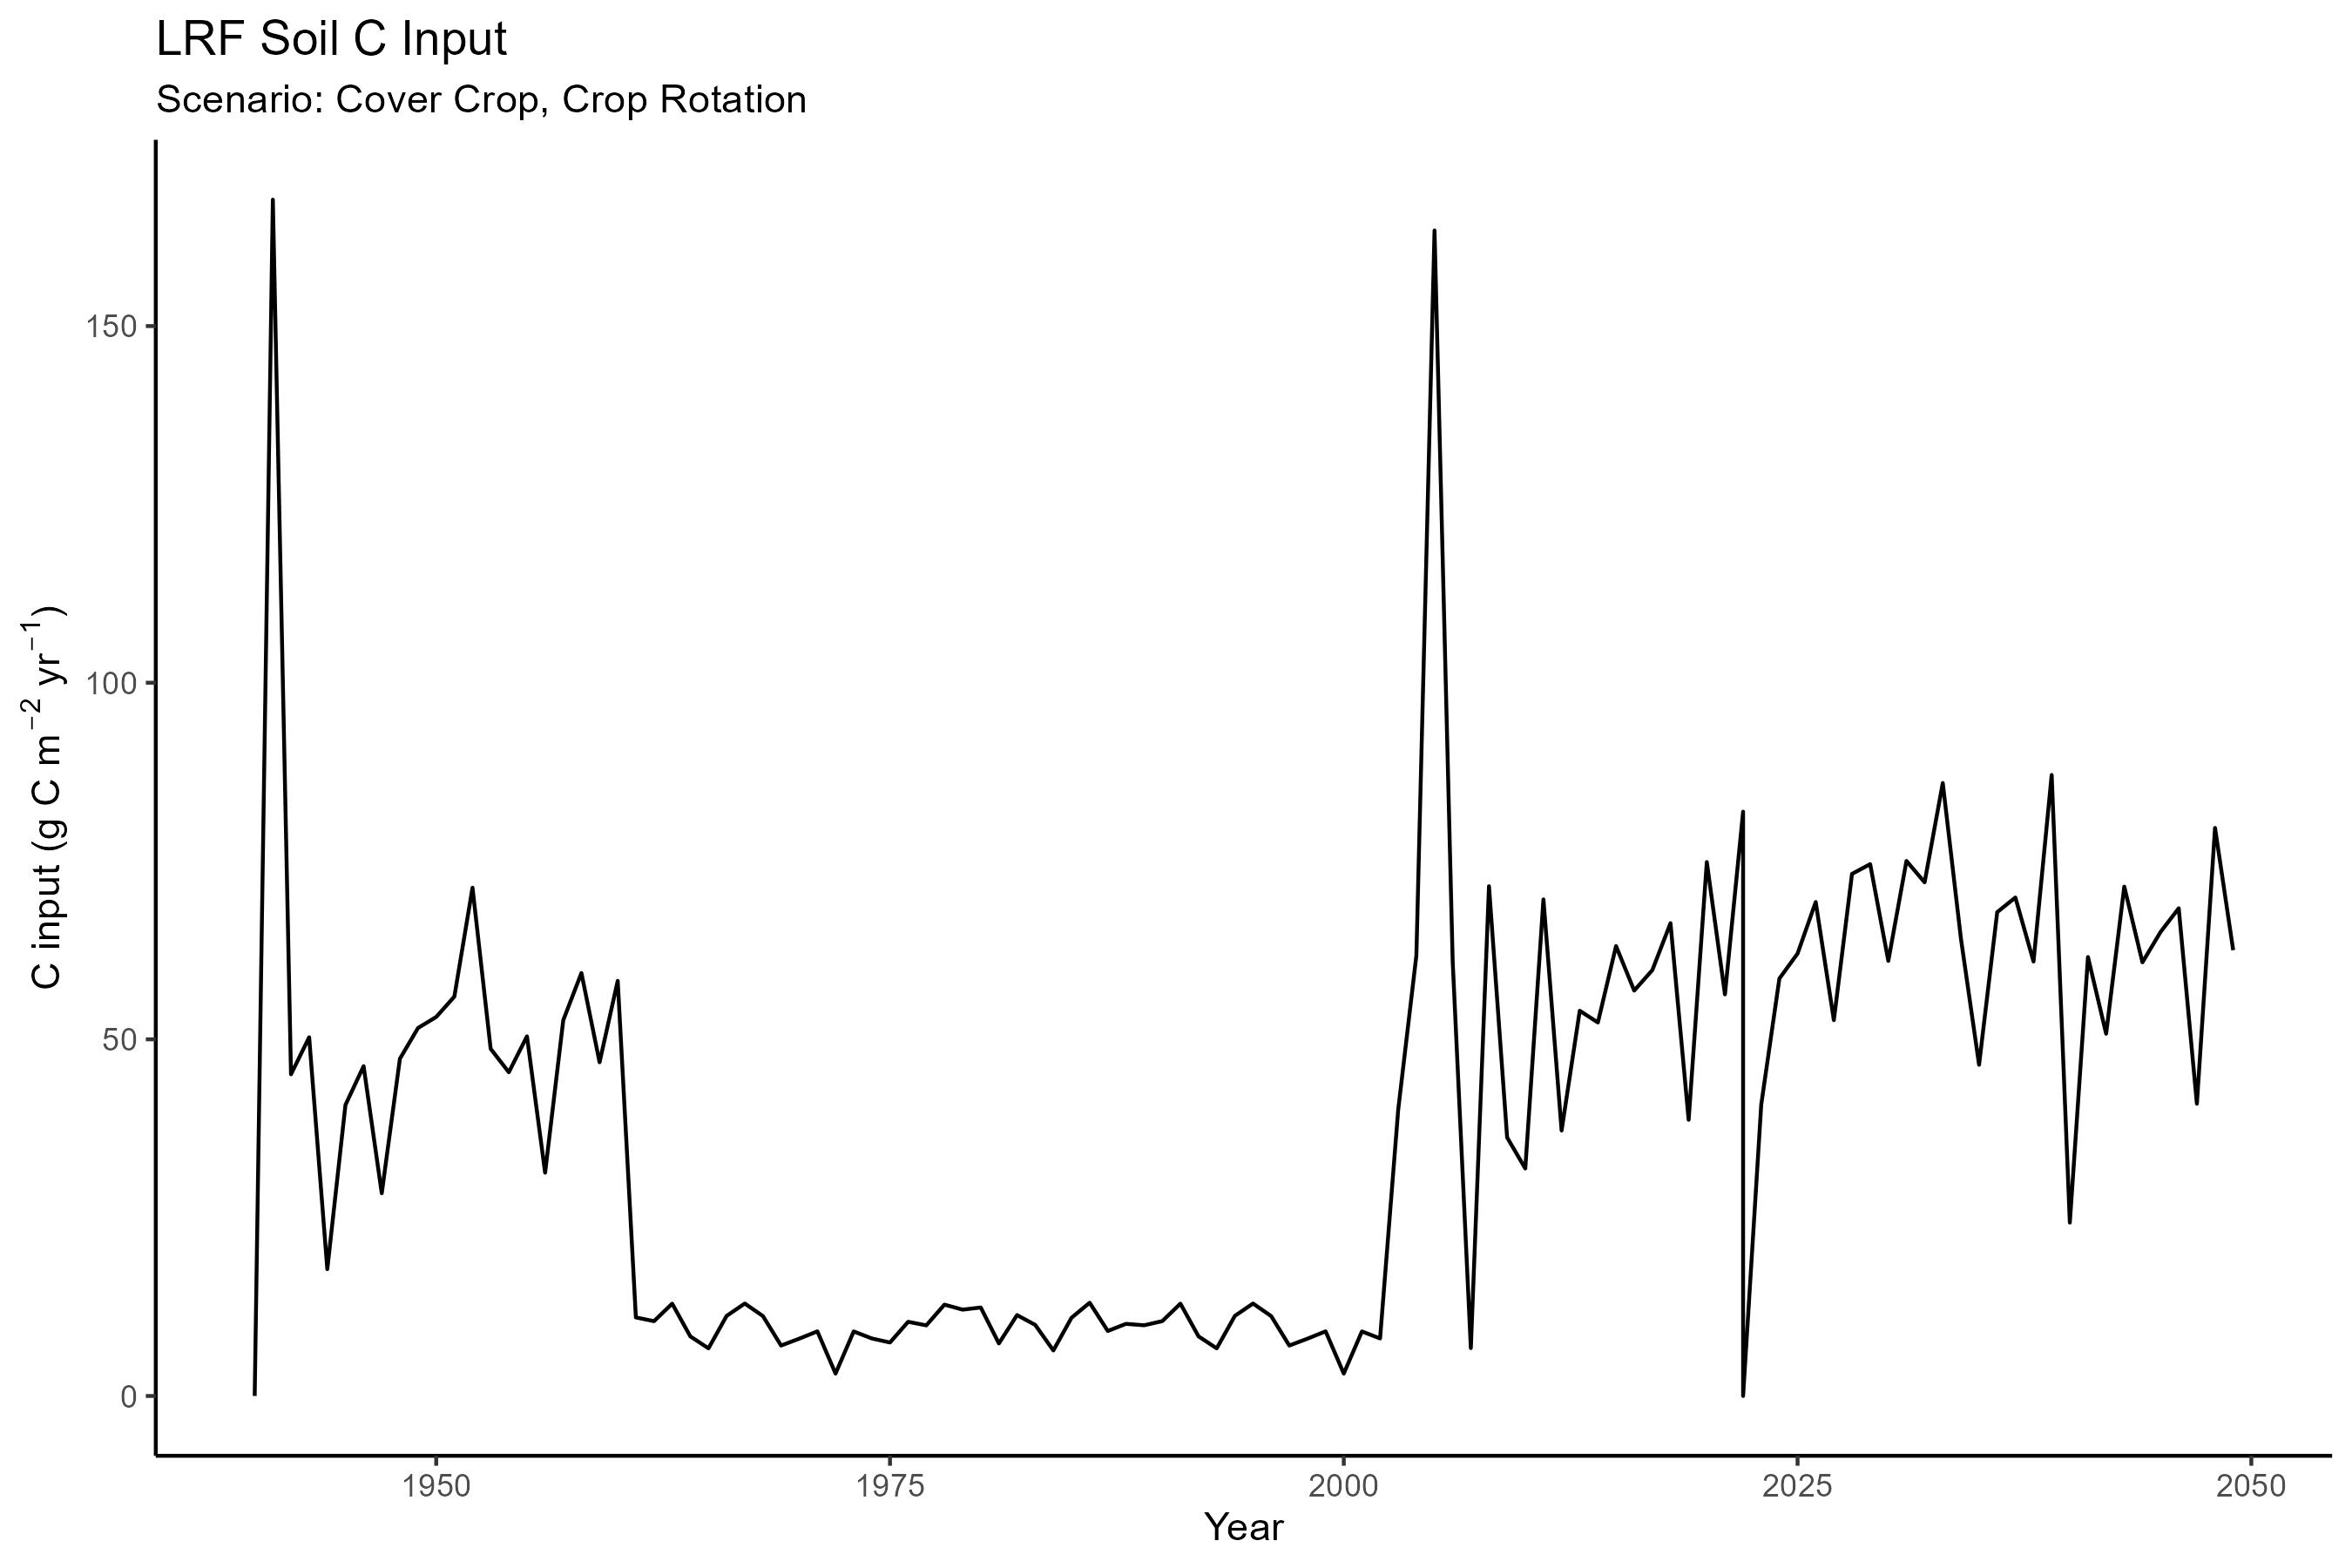 LRF Soil C Input
Scenario: Cover Crop, Crop Rotation
C input (g C m⁻² yr⁻¹)
150
100
50
0
1950 1975 2000 2025 2050
Year